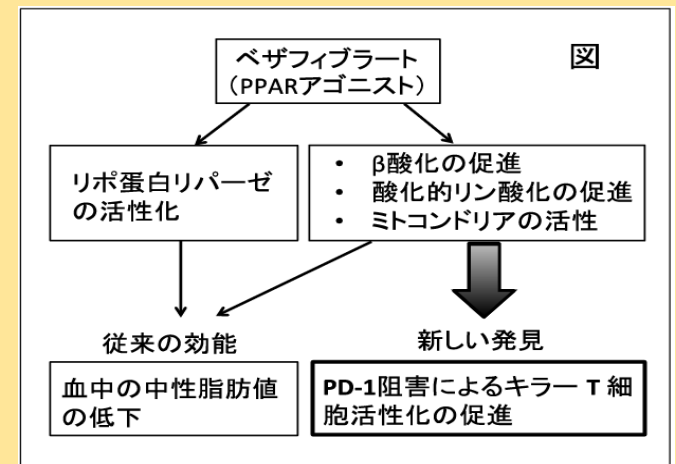 図
ベザフィブラート
（PPARアゴニスト）
リポ蛋白リパーゼ
の活性化
・ β酸化の促進
・ 酸化的リン酸化の促進
・ ミトコンドリアの活性
従来の効能
血中の中性脂肪値
の低下
新しい発見
PD-1阻害によるキラー T 細
胞活性化の促進